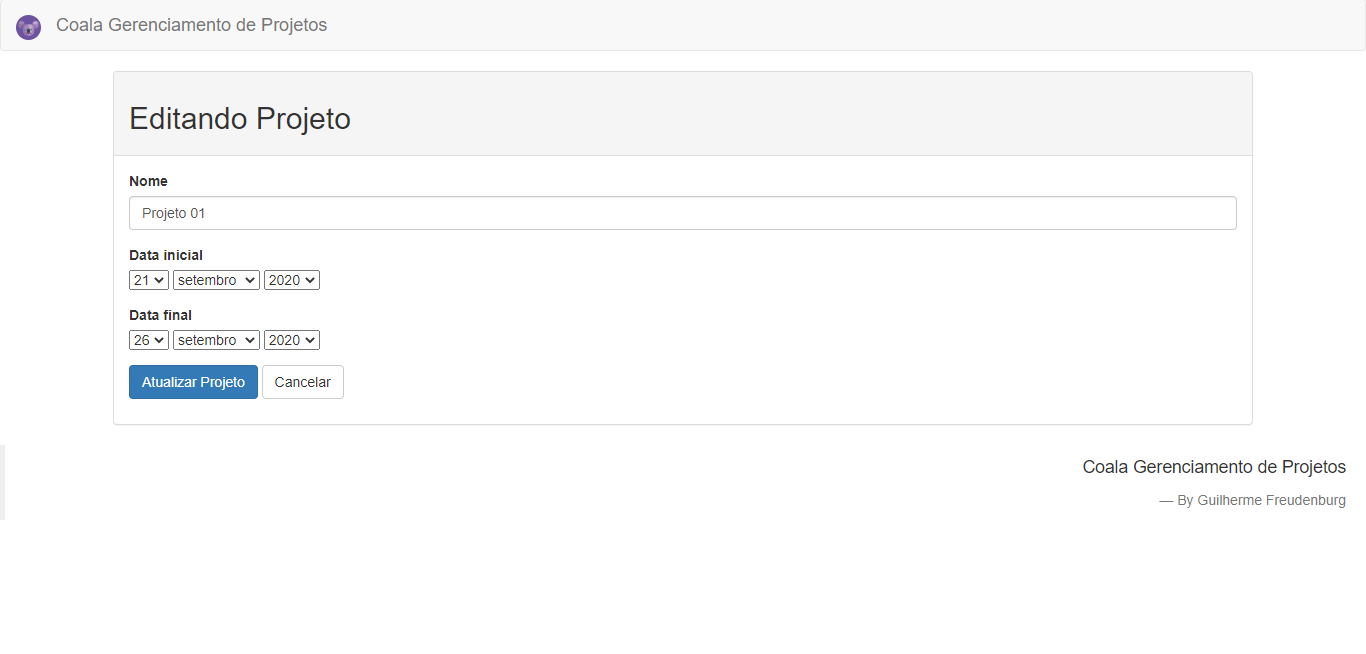 Coala Gerenciamento de Projetos
Editando Projeto
Nome
Projeto 01
Data inicial
21 setembro 2020
Data final
26 setembro 2020
Atualizar Projeto Cancelar
Coala Gerenciamento de Projetos
— By Guilherme Freudenburg